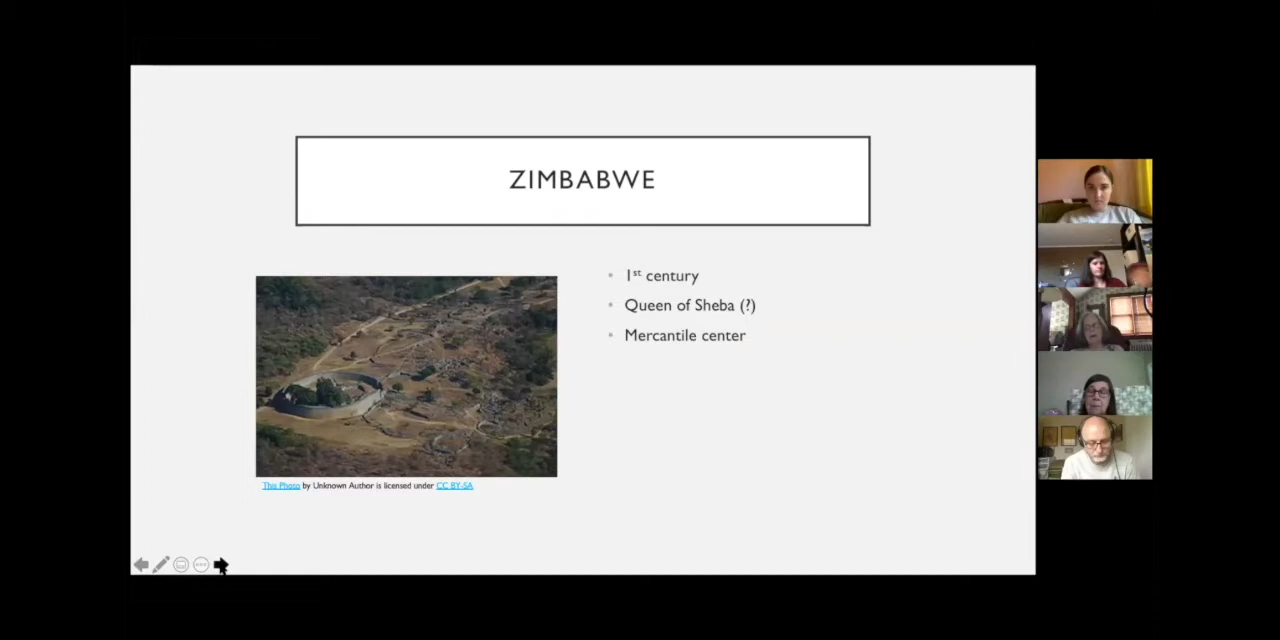 ZIMBABWE
1st century
Queen of Sheba (?)
Mercantile center
This Photo by Unknown Author is licensed under CC BY-SA